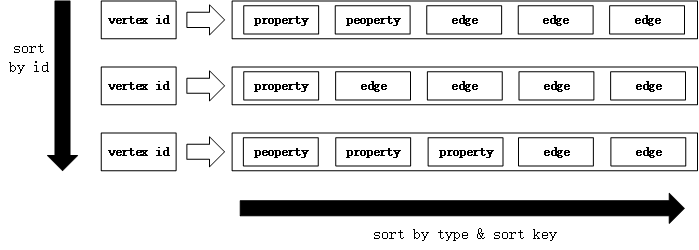 vertex id property peoperty edge edge edge
sort
by id
vertex id property edge edge edge edge
vertex id peoperty property property edge edge
sort by type & sort key